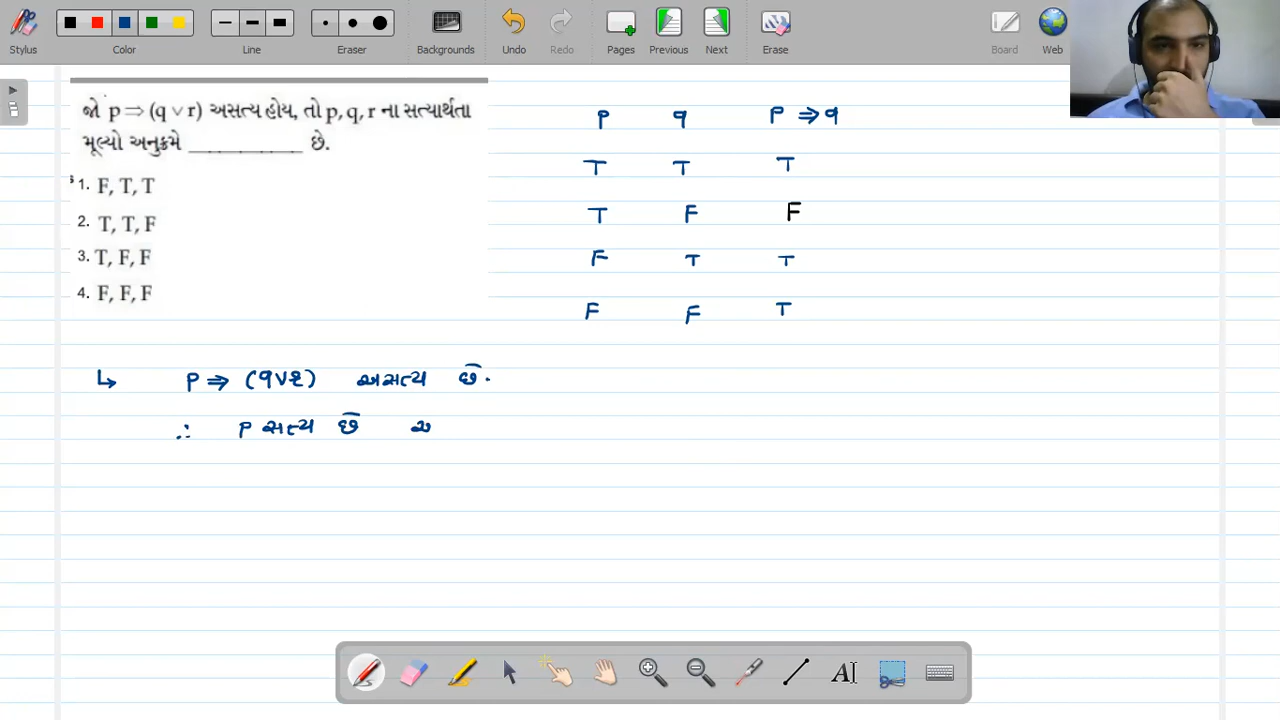 Stylus
Color
Line
Eraser
Backgrounds
Undo
Redo
Pages
Previous
Next
Erase
Board
Web
જો p ⇒ (q ∨ r) અસત્ય હોય, તો p, q, r ના સત્યાર્થતા
મૂલ્યો અનુક્રમે __________ છે.
1. F, T, T
2. T, T, F
3. T, F, F
4. F, F, F
P q P ⇒ q
T T T
T F F
F T T
F F T
↳ P ⇒ (q∨r) અસત્ય છે.
∴ P સત્ય છે